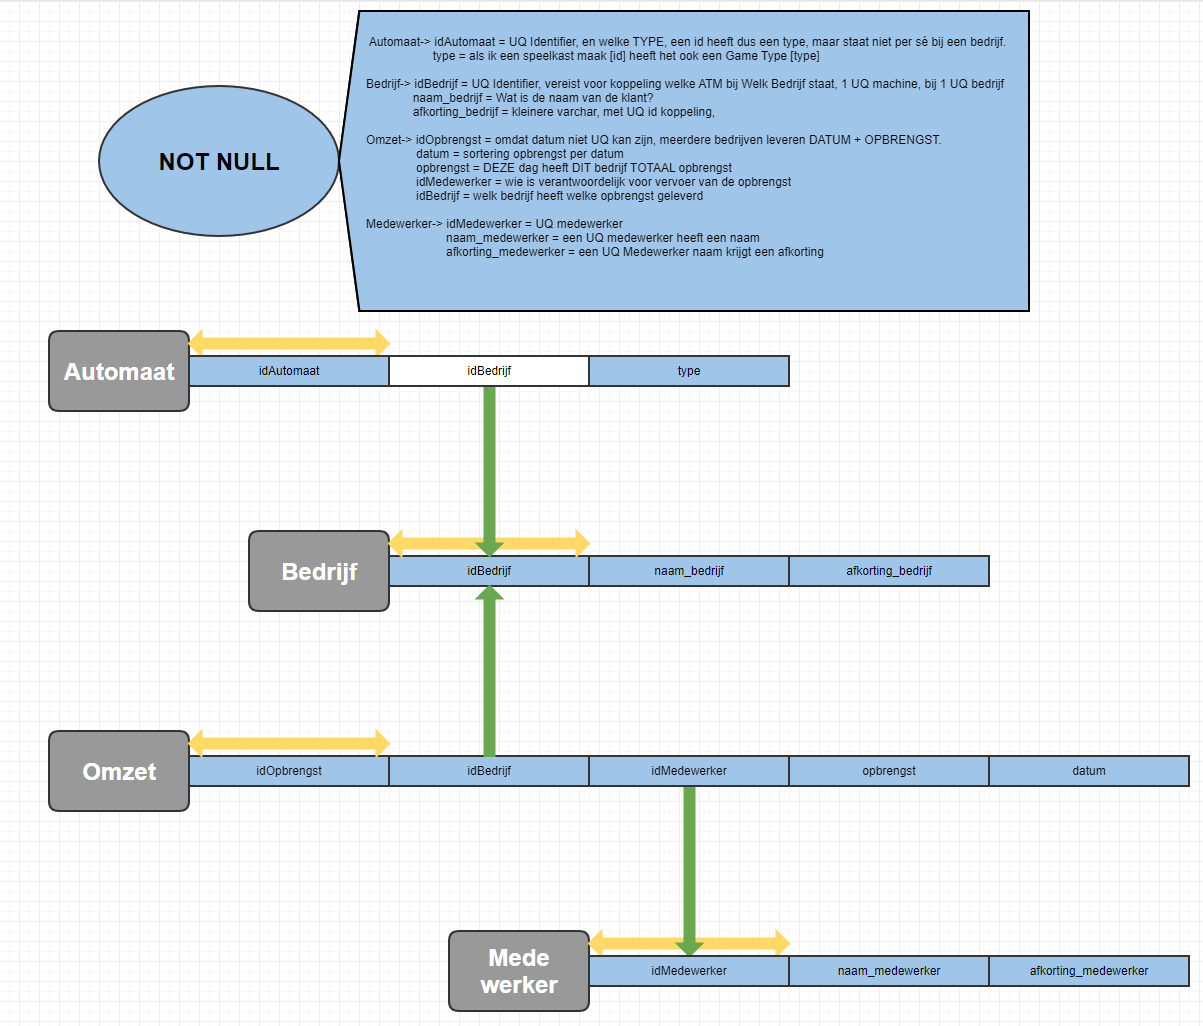 NOT NULL
Automaat-> idAutomaat = UQ Identifier, en welke TYPE, een id heeft dus een type, maar staat niet per sé bij een bedrijf.
type = als ik een speelkast maak [id] heeft het ook een Game Type [type]
Bedrijf-> idBedrijf = UQ Identifier, vereist voor koppeling welke ATM bij Welk Bedrijf staat, 1 UQ machine, bij 1 UQ bedrijf
naam_bedrijf = Wat is de naam van de klant?
afkorting_bedrijf = kleinere varchar, met UQ id koppeling,
Omzet-> idOpbrengst = omdat datum niet UQ kan zijn, meerdere bedrijven leveren DATUM + OPBRENGST.
datum = sortering opbrengst per datum
opbrengst = DEZE dag heeft DIT bedrijf TOTAAL opbrengst
idMedewerker = wie is verantwoordelijk voor vervoer van de opbrengst
idBedrijf = welk bedrijf heeft welke opbrengst geleverd
Medewerker-> idMedewerker = UQ medewerker
naam_medewerker = een UQ medewerker heeft een naam
afkorting_medewerker = een UQ Medewerker naam krijgt een afkorting
Automaat
idAutomaat
idBedrijf
type
Bedrijf
idBedrijf
naam_bedrijf
afkorting_bedrijf
Omzet
idOpbrengst
idBedrijf
idMedewerker
opbrengst
datum
Mede
werker
idMedewerker
naam_medewerker
afkorting_medewerker